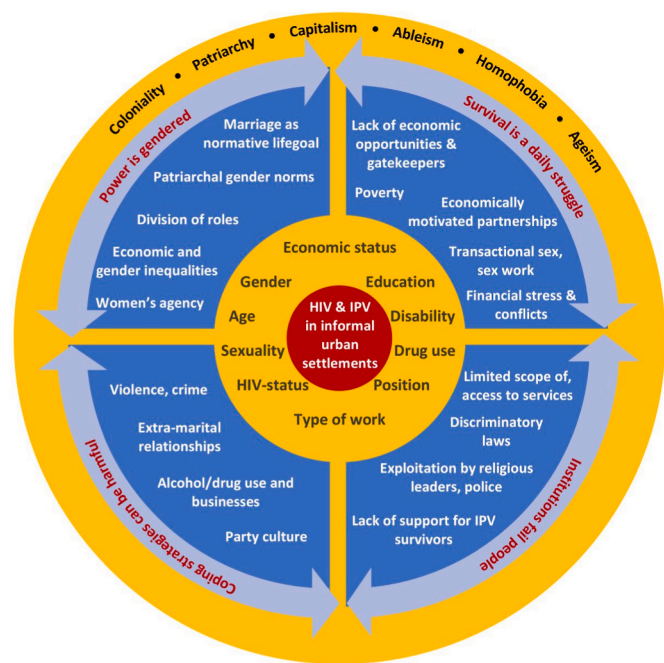 Coloniality • Patriarchy • Capitalism • Ableism • Homophobia • Ageism
Power is gendered
Marriage as
normative lifegoal
Patriarchal gender norms
Division of roles
Economic and
gender inequalities
Women's agency
Survival is a daily struggle
Lack of economic
opportunities &
gatekeepers
Poverty
Economically
motivated partnerships
Transactional sex,
sex work
Financial stress &
conflicts
Economic status
Gender
Education
Age
Disability
Sexuality
Drug use
HIV-status
Position
Type of work
HIV & IPV
in informal
urban
settlements
Coping strategies can be harmful
Violence, crime
Extra-marital
relationships
Alcohol/drug use and
businesses
Party culture
Institutions fail people
Limited scope of,
access to services
Discriminatory
laws
Exploitation by religious
leaders, police
Lack of support for IPV
survivors